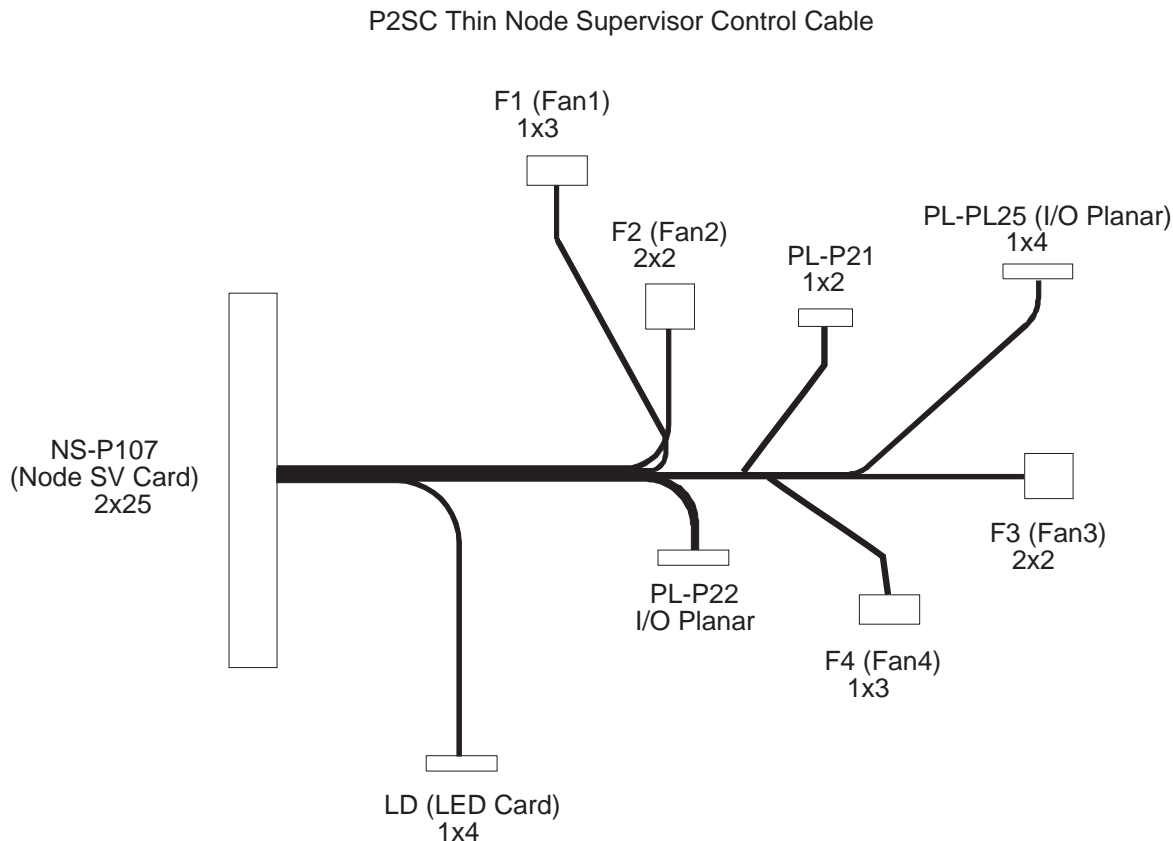 P2SC Thin Node Supervisor Control Cable
F1 (Fan1)
1x3
F2 (Fan2)
2x2
PL-P21
1x2
PL-PL25 (I/O Planar)
1x4
NS-P107
(Node SV Card)
2x25
F3 (Fan3)
2x2
PL-P22
I/O Planar
F4 (Fan4)
1x3
LD (LED Card)
1x4